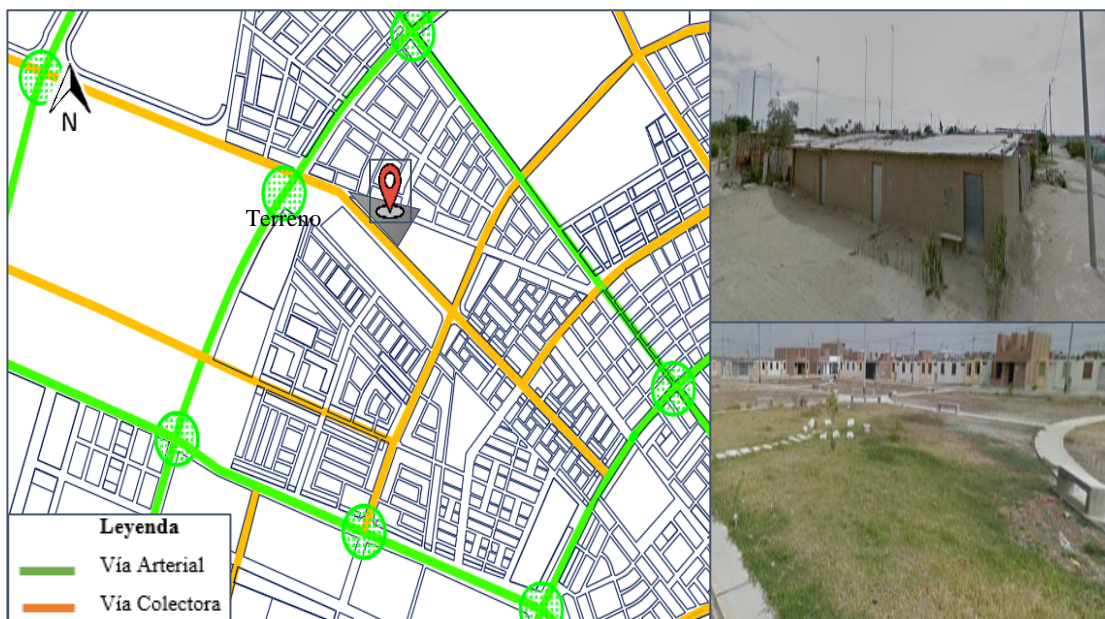 N
Terreno
Leyenda
Vía Arterial
Vía Colectora